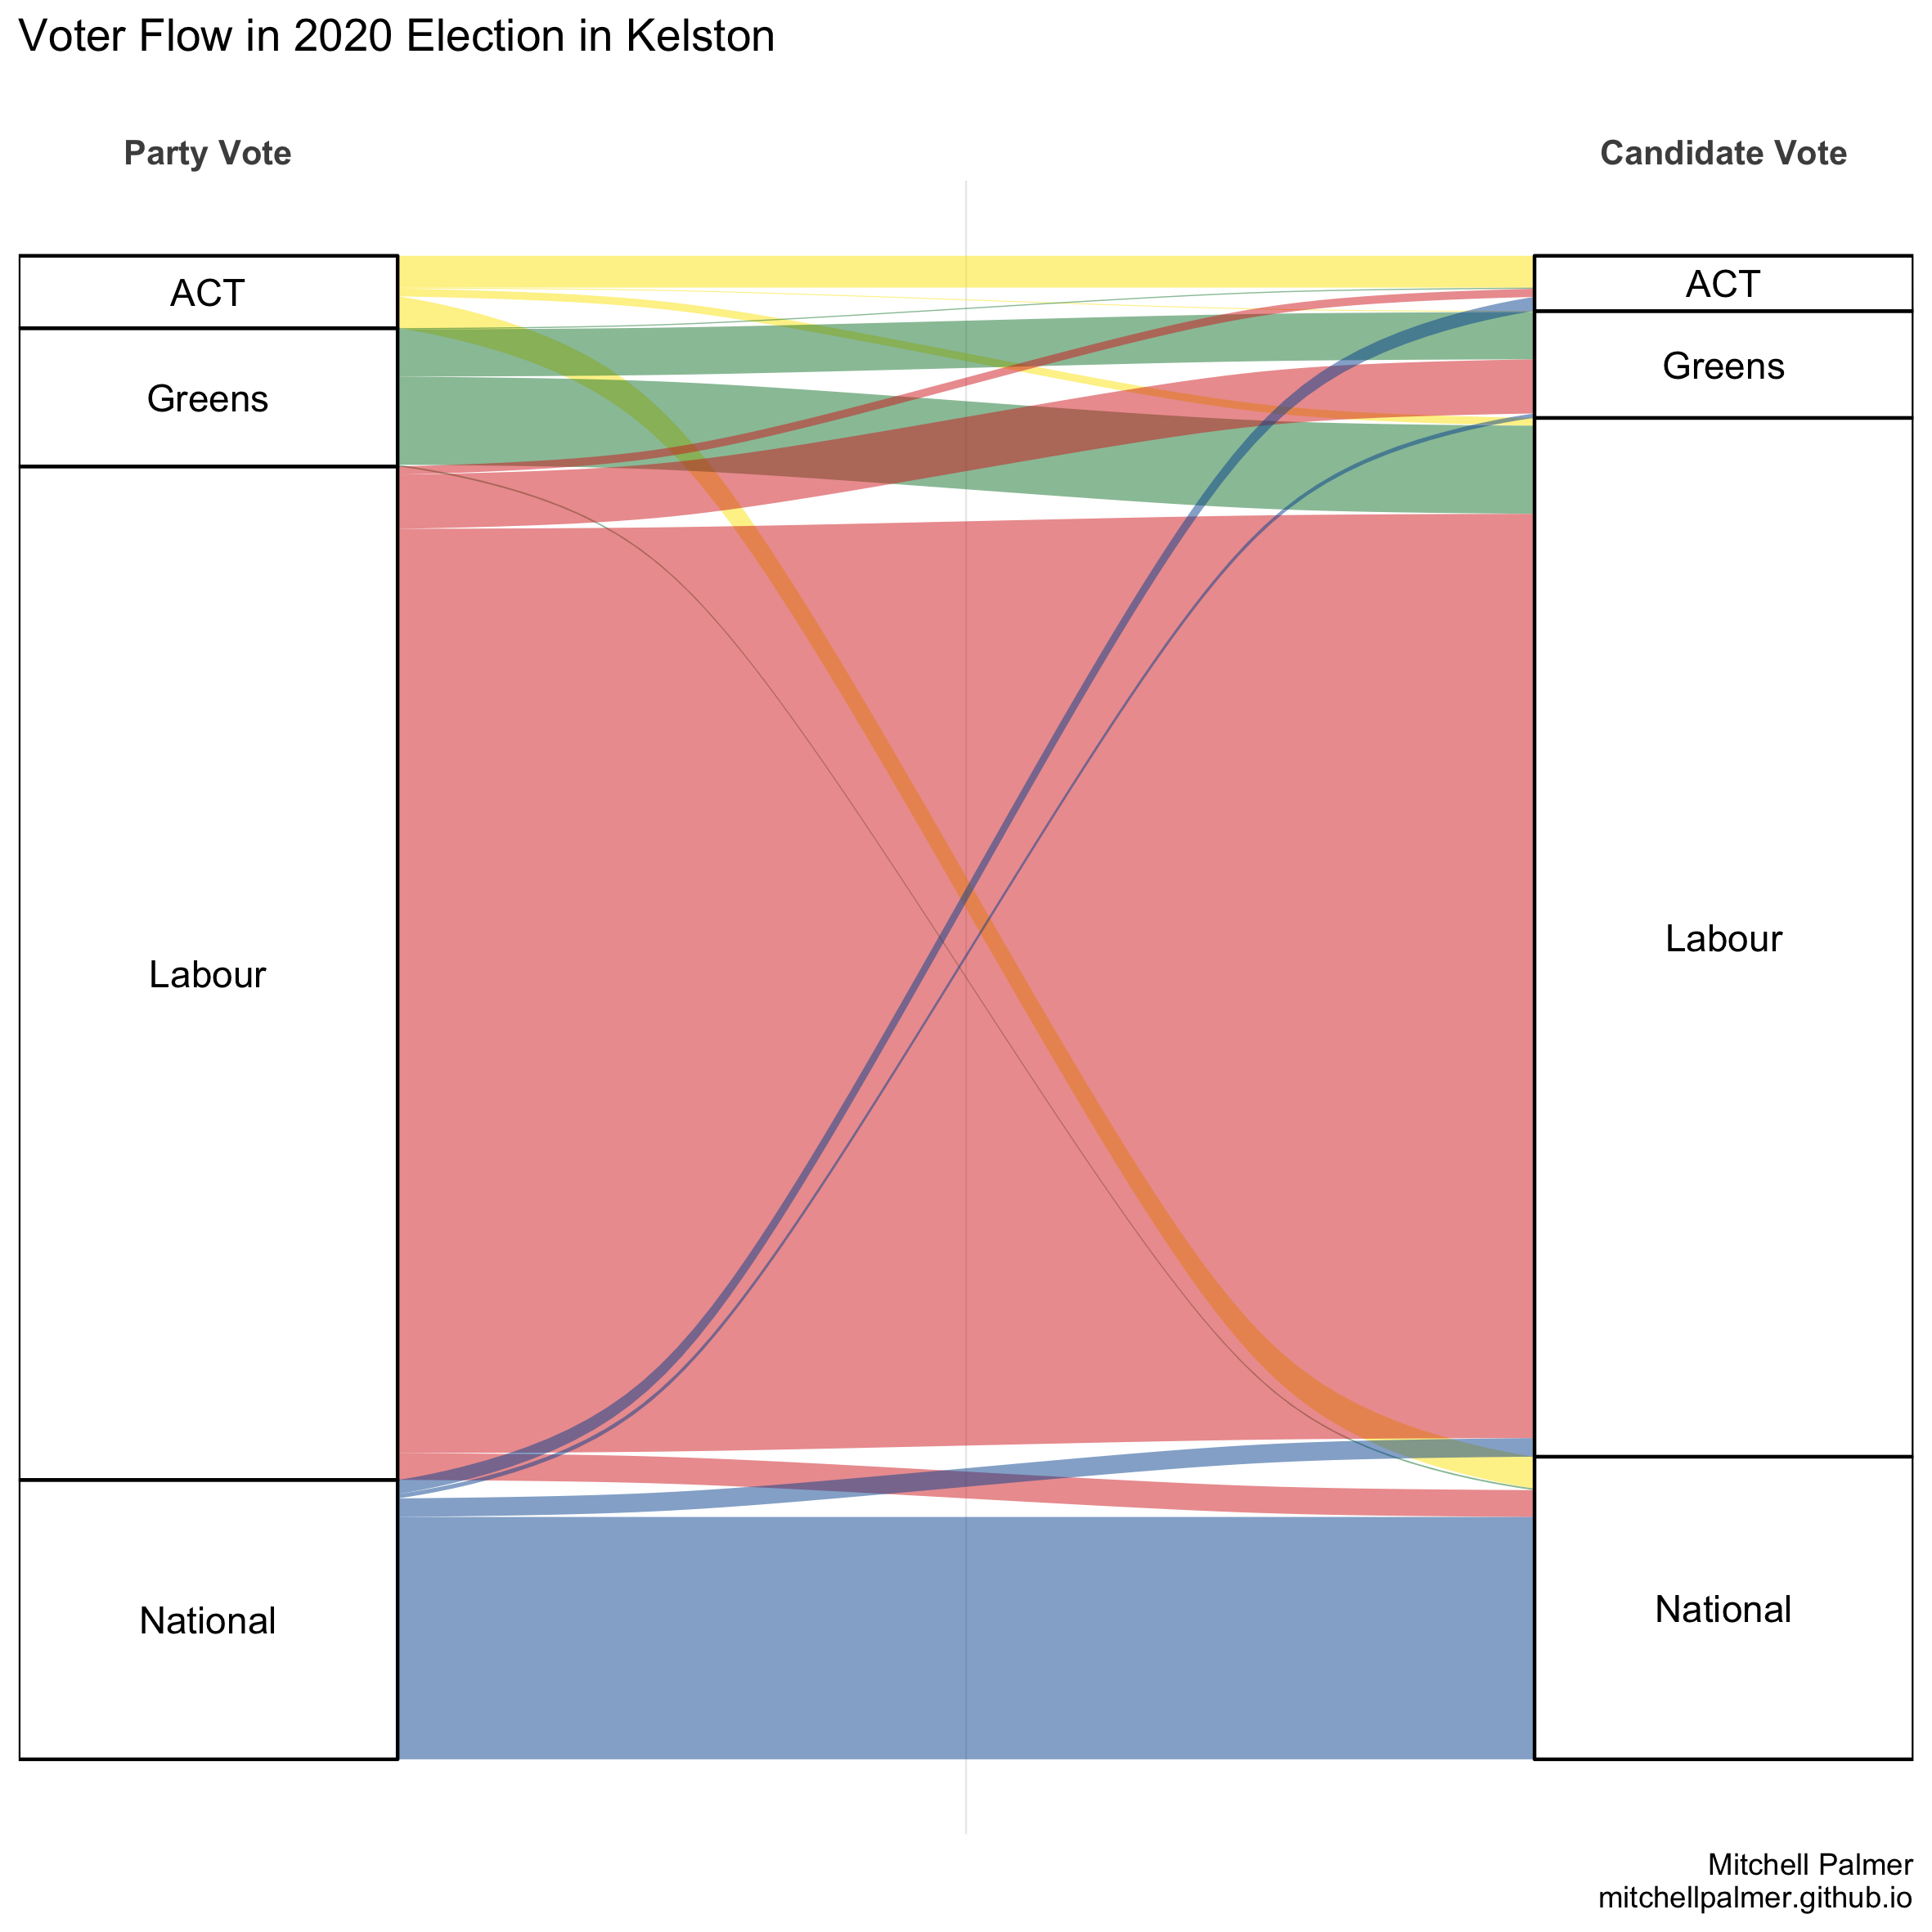 Voter Flow in 2020 Election in Kelston
Party Vote
Candidate Vote
ACT
Greens
Labour
National
ACT
Greens
Labour
National
Mitchell Palmer
mitchellpalmer.github.io